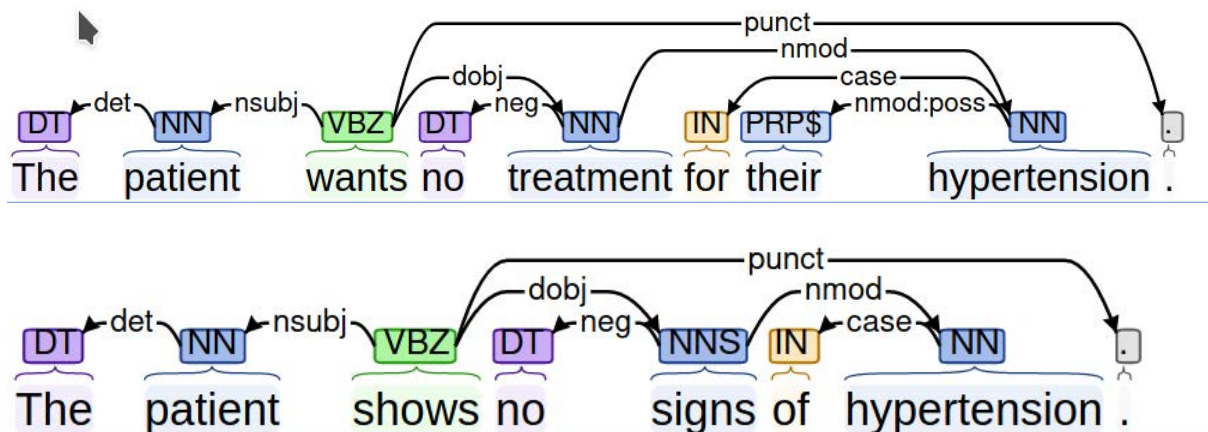 punct
nmod
dobj case
det nsubj neg nmod:poss
DT NN VBZ DT NN IN PRP$ NN .
The patient wants no treatment for their hypertension .
punct
dobj nmod
det nsubj neg case
DT NN VBZ DT NNS IN NN .
The patient shows no signs of hypertension .